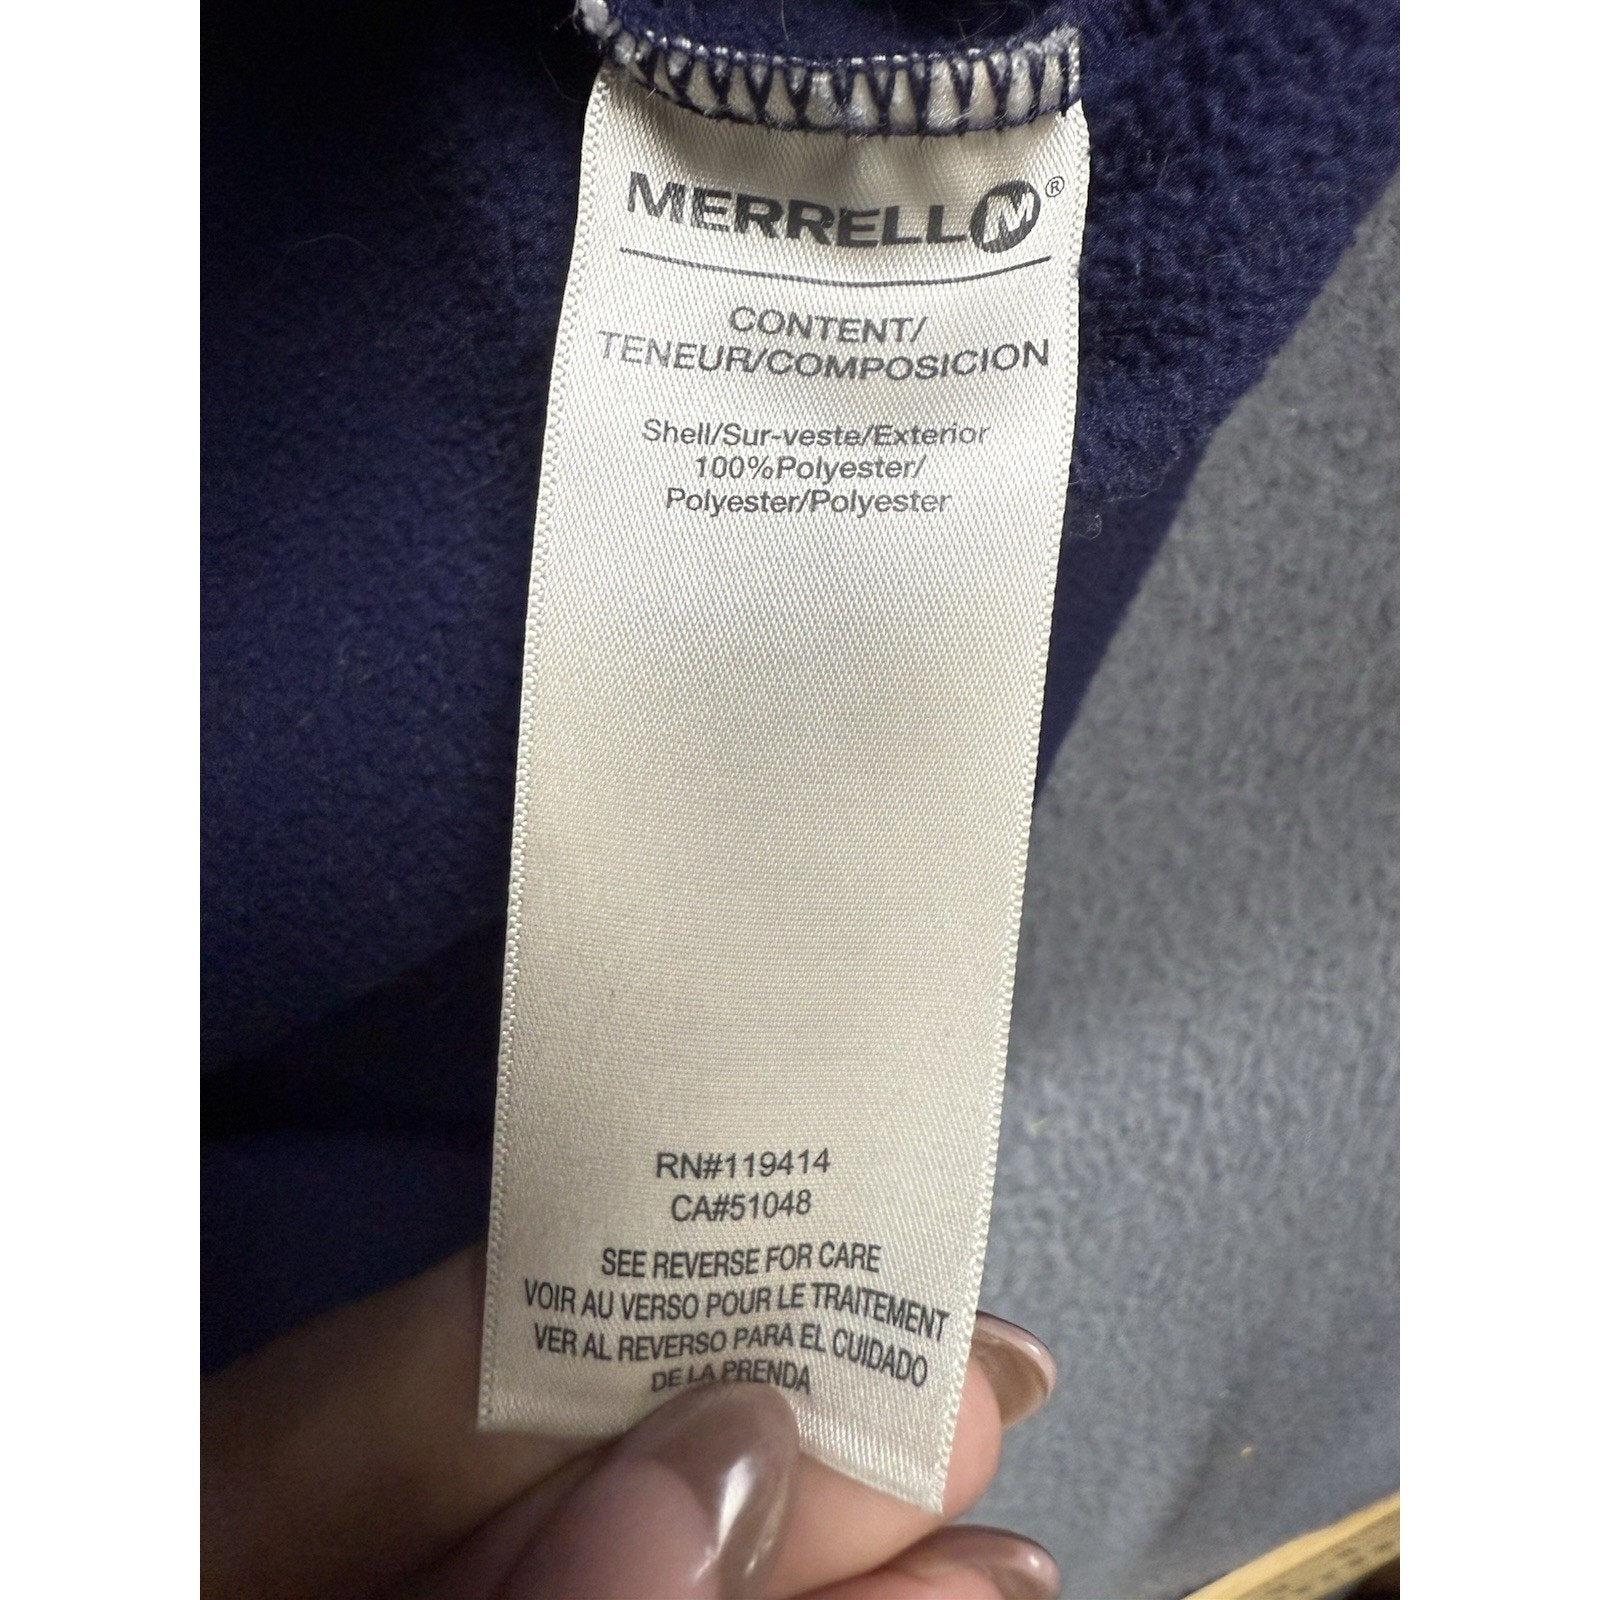 MERRELL M®
CONTENT/
TENEUR/COMPOSICION
Shell/Sur-veste/Exterior
100%Polyester/
Polyester/Polyester
RN#119414
CA#51048
SEE REVERSE FOR CARE
VOIR AU VERSO POUR LE TRAITEMENT
VER AL REVERSO PARA EL CUIDADO
DE LA PRENDA